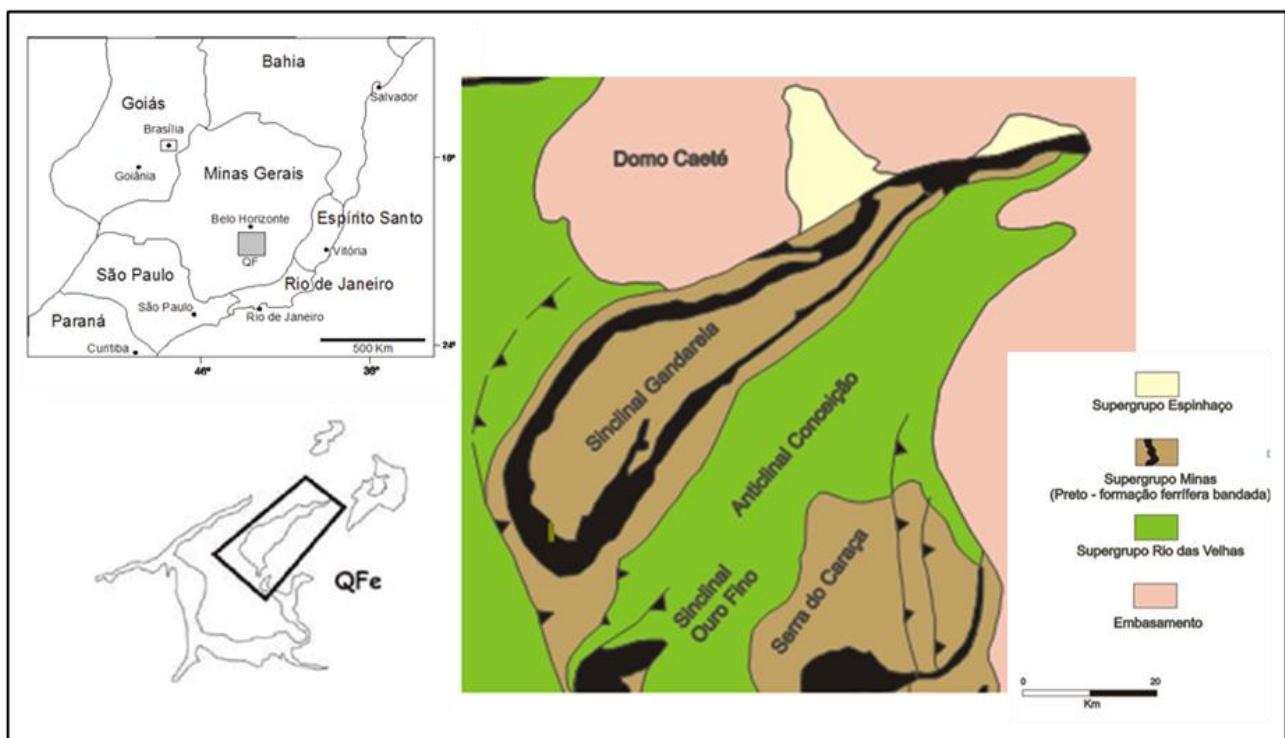 Bahia
Salvador
Goiás
Brasília
Goiânia
Minas Gerais
Belo Horizonte
QF
Espírito Santo
Vitória
São Paulo
São Paulo
Rio de Janeiro
Rio de Janeiro
Paraná
Curitiba
500 Km
24º
46º
QFe
Domo Caeté
Sinclinal Gandarela
Anticlinal Conceição
Sinclinal
Ouro Fino
Serra do Caraça
Supergrupo Espinhaço
Supergrupo Minas
(Preto - formação ferrífera bandada)
Supergrupo Rio das Velhas
Embasamento
0 20
Km